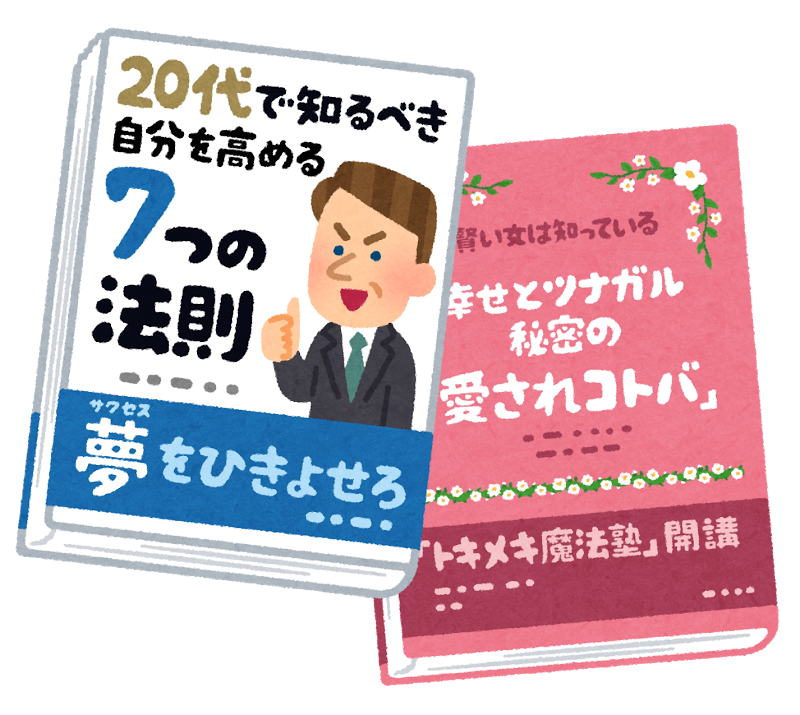 20代で知るべき
自分を高める
7つの
法則
サクセス
夢をひきよせろ
賢い女は知っている
幸せとツナガル
秘密の
愛されコトバ」
「トキメキ魔法塾」開講